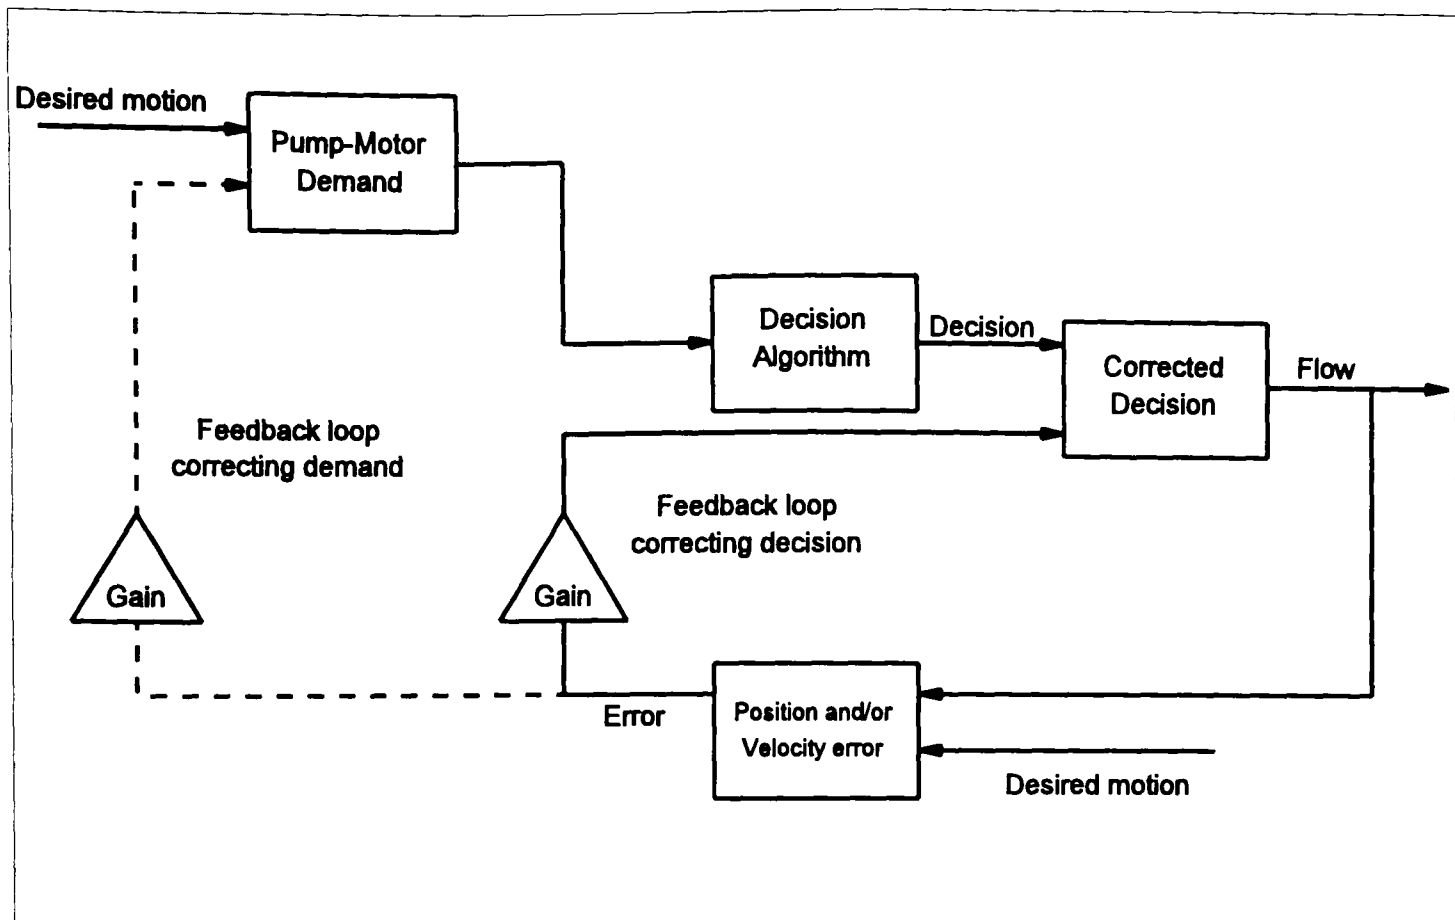 Desired motion
Pump-Motor
Demand
Decision
Algorithm
Decision
Corrected
Decision
Flow
Feedback loop
correcting demand
Feedback loop
correcting decision
Gain
Gain
Error
Position and/or
Velocity error
Desired motion